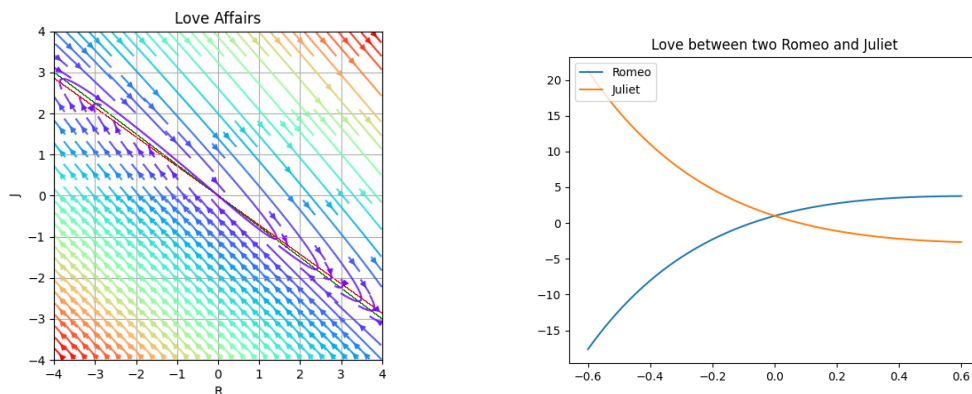 Love Affairs
4
3
2
1
0
-1
-2
-3
-4
J
-4 -3 -2 -1 0 1 2 3 4
R
Love between two Romeo and Juliet
Romeo
Juliet
20
15
10
5
0
−5
−10
−15
−0.6 −0.4 −0.2 0.0 0.2 0.4 0.6